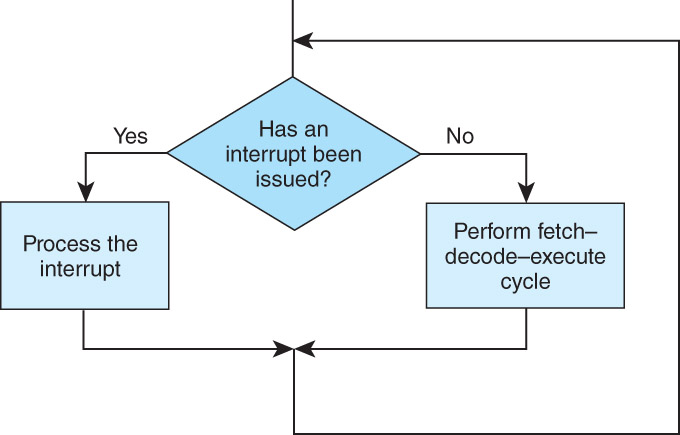 Has an
interrupt been
issued?
Yes
No
Process the
interrupt
Perform fetch–
decode–execute
cycle